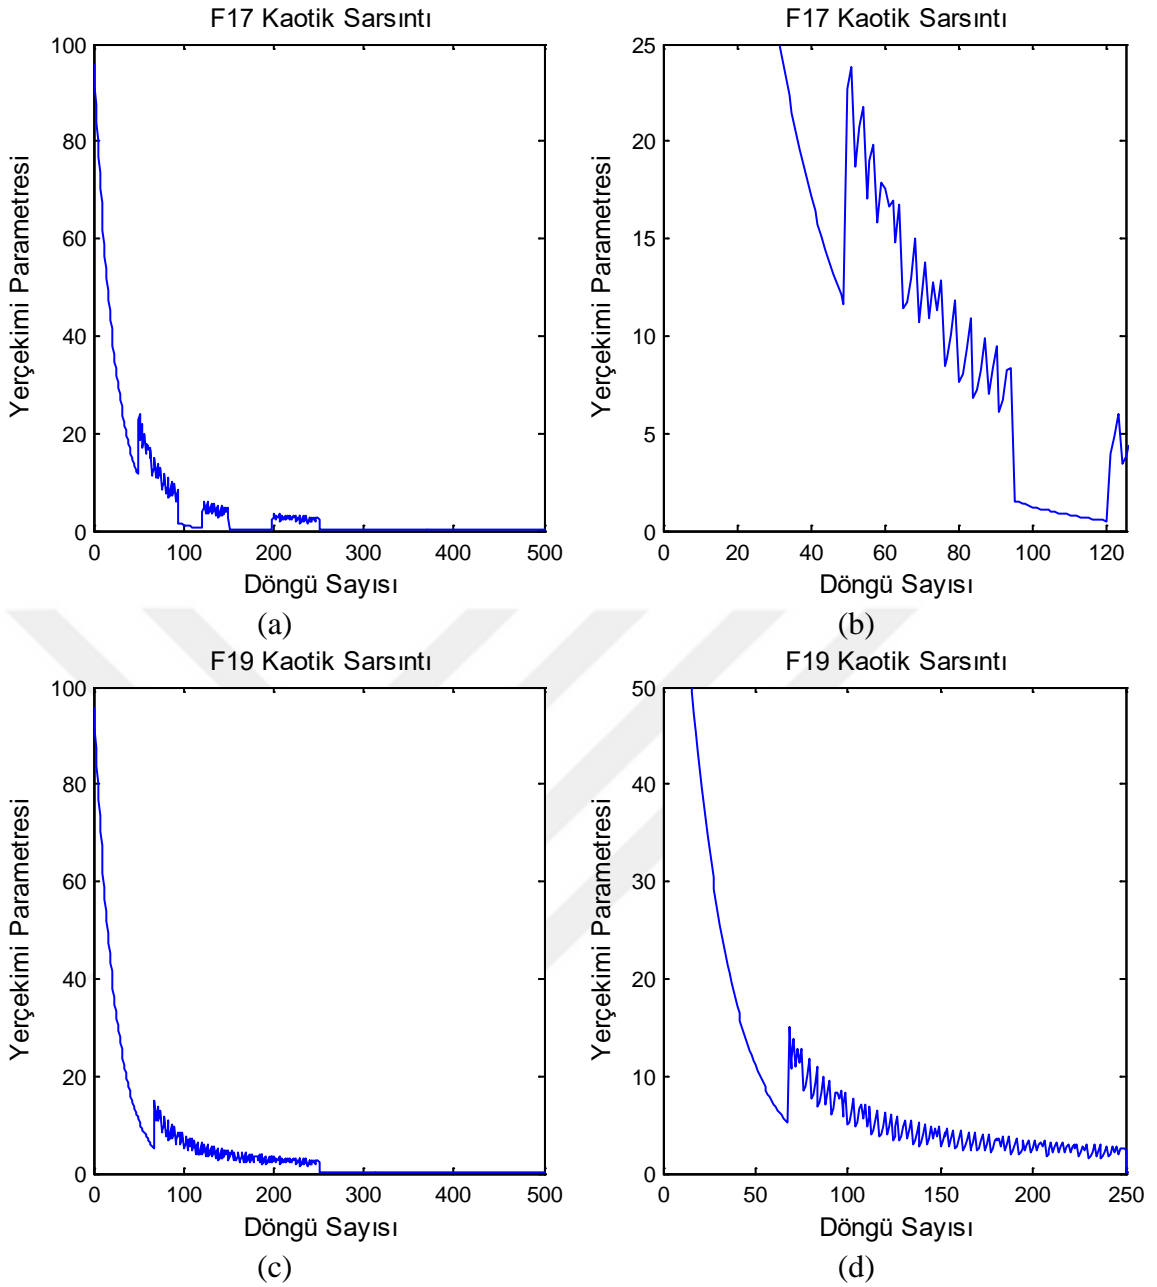 F17 Kaotik Sarsıntı
100
80
60
40
20
0
0 100 200 300 400 500
Yerçekimi Parametresi
Döngü Sayısı
(a)
F17 Kaotik Sarsıntı
25
20
15
10
5
0
0 20 40 60 80 100 120
Yerçekimi Parametresi
Döngü Sayısı
(b)
F19 Kaotik Sarsıntı
100
80
60
40
20
0
0 100 200 300 400 500
Yerçekimi Parametresi
Döngü Sayısı
(c)
F19 Kaotik Sarsıntı
50
40
30
20
10
0
0 50 100 150 200 250
Yerçekimi Parametresi
Döngü Sayısı
(d)